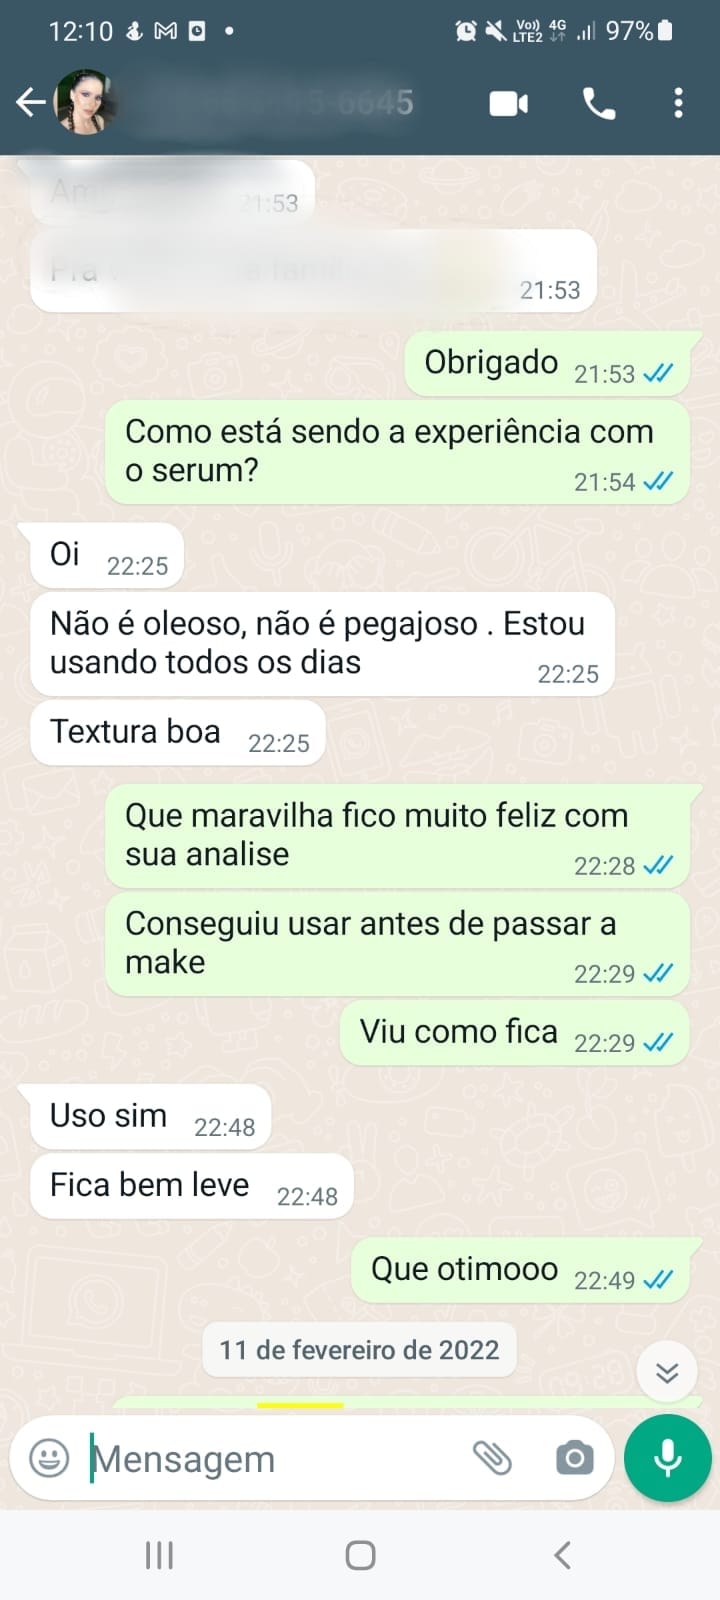 12:10
Vo))
LTE2
4G
97%
5-6645
21:53
21:53
Obrigado 21:53
Como está sendo a experiência com
o serum? 21:54
Oi 22:25
Não é oleoso, não é pegajoso . Estou
usando todos os dias 22:25
Textura boa 22:25
Que maravilha fico muito feliz com
sua analise 22:28
Conseguiu usar antes de passar a
make 22:29
Viu como fica 22:29
Uso sim 22:48
Fica bem leve 22:48
Que otimooo 22:49
11 de fevereiro de 2022
Mensagem